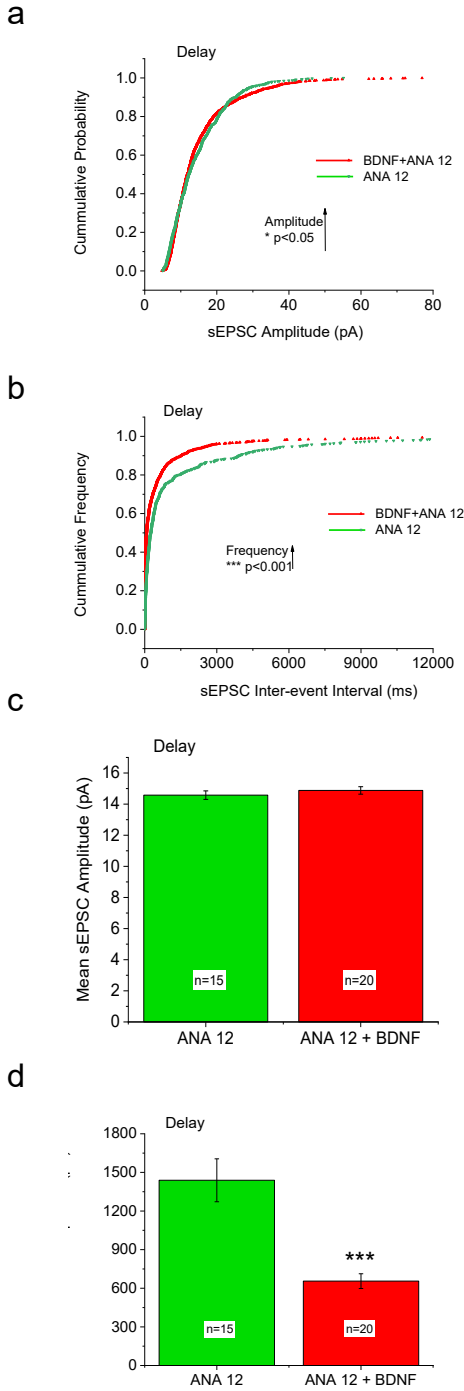 a
Delay
1.0
0.8
0.6
0.4
0.2
0.0
Cummulative Probability
BDNF+ANA 12
ANA 12
Amplitude
* p<0.05
0 20 40 60 80
sEPSC Amplitude (pA)
b
Delay
1.0
0.8
0.6
0.4
0.2
0.0
Cummulative Frequency
BDNF+ANA 12
ANA 12
Frequency
*** p<0.001
0 3000 6000 9000 12000
sEPSC Inter-event Interval (ms)
c
Delay
16
14
12
10
8
6
4
2
0
Mean sEPSC Amplitude (pA)
n=15 n=20
ANA 12 ANA 12 + BDNF
d
Delay
1800
1500
1200
900
600
300
0
***
n=15 n=20
ANA 12 ANA 12 + BDNF